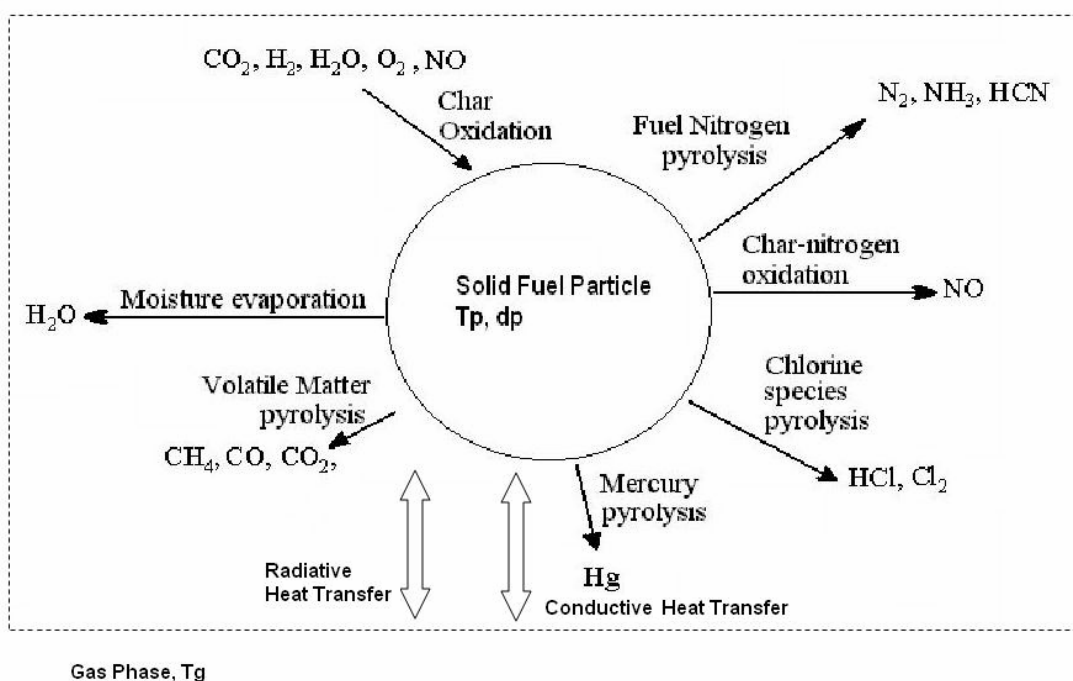 CO₂, H₂, H₂O, O₂ ,NO
Char
Oxidation
Fuel Nitrogen
pyrolysis
N₂, NH₃, HCN
Char-nitrogen
oxidation
NO
Solid Fuel Particle
Tp, dp
H₂O
Moisture evaporation
Volatile Matter
pyrolysis
CH₄, CO, CO₂,
Chlorine
species
pyrolysis
HCl, Cl₂
Mercury
pyrolysis
Hg
Radiative
Heat Transfer
Conductive Heat Transfer
Gas Phase, Tg